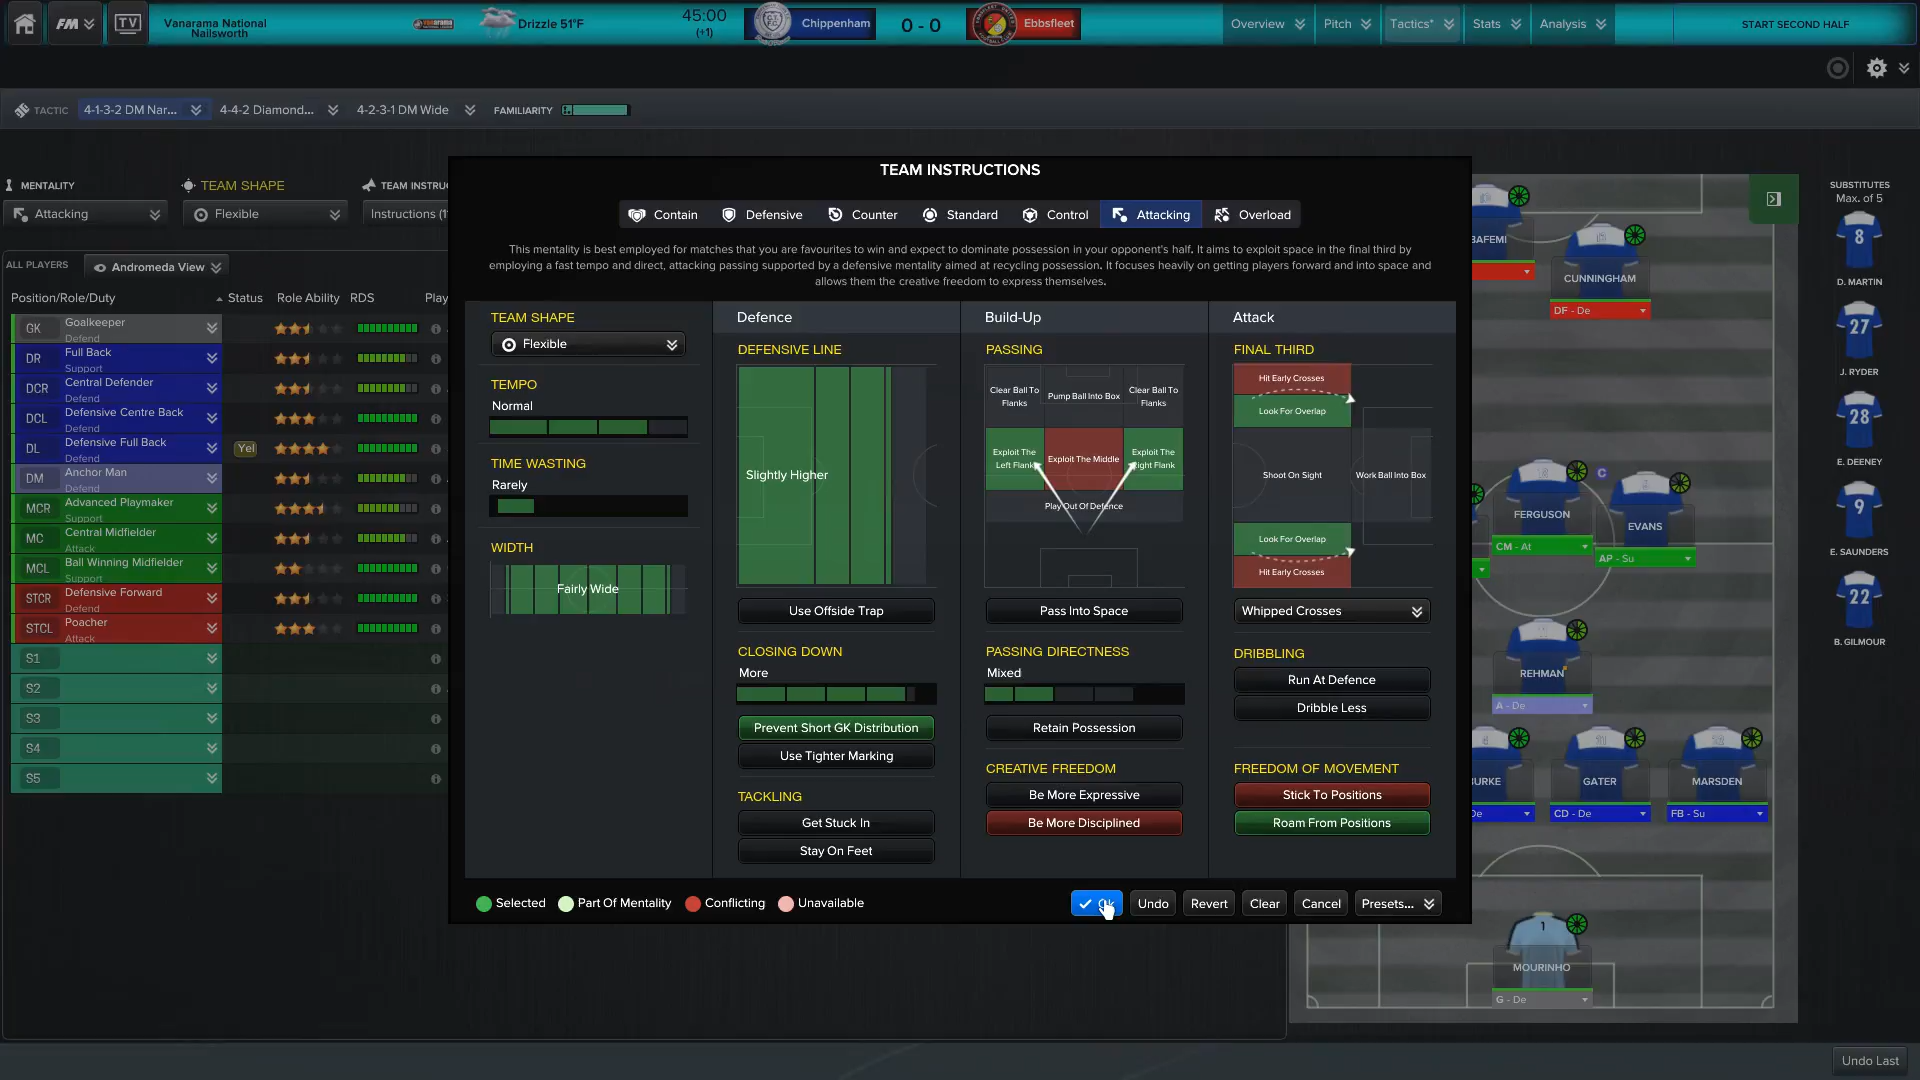 FM
TV
Vanarama National
Nailsworth
Drizzle 51°F
45:00
(+1)
Chippenham
0 - 0
Ebbsfleet
Overview
Pitch
Tactics*
Stats
Analysis
START SECOND HALF
TACTIC
4-1-3-2 DM Nar...
4-4-2 Diamond...
4-2-3-1 DM Wide
FAMILIARITY
MENTALITY
TEAM SHAPE
TEAM INSTRUC
Attacking
Flexible
Instructions (1
ALL PLAYERS
Andromeda View
Position/Role/Duty
Status
Role Ability
RDS
Play
GK
Goalkeeper
Defend
DR
Full Back
Support
DCR
Central Defender
Defend
DCL
Defensive Centre Back
Defend
DL
Defensive Full Back
Defend
Yel
DM
Anchor Man
Defend
MCR
Advanced Playmaker
Support
MC
Central Midfielder
Attack
MCL
Ball Winning Midfielder
Support
STCR
Defensive Forward
Defend
STCL
Poacher
Attack
S1
S2
S3
S4
S5
TEAM INSTRUCTIONS
Contain
Defensive
Counter
Standard
Control
Attacking
Overload
This mentality is best employed for matches that you are favourites to win and expect to dominate possession in your opponent's half. It aims to exploit space in the final third by
employing a fast tempo and direct, attacking passing supported by a defensive mentality aimed at recycling possession. It focuses heavily on getting players forward and into space and
allows them the creative freedom to express themselves.
TEAM SHAPE
Flexible
TEMPO
Normal
TIME WASTING
Rarely
WIDTH
Fairly Wide
Defence
DEFENSIVE LINE
Slightly Higher
Use Offside Trap
CLOSING DOWN
More
Prevent Short GK Distribution
Use Tighter Marking
TACKLING
Get Stuck In
Stay On Feet
Build-Up
PASSING
Clear Ball To
Flanks
Pump Ball Into Box
Clear Ball To
Flanks
Exploit The
Left Flank
Exploit The Middle
Exploit The
Right Flank
Play Out Of Defence
Pass Into Space
PASSING DIRECTNESS
Mixed
Retain Possession
CREATIVE FREEDOM
Be More Expressive
Be More Disciplined
Attack
FINAL THIRD
Hit Early Crosses
Look For Overlap
Shoot On Sight
Work Ball Into Box
Look For Overlap
Hit Early Crosses
Whipped Crosses
DRIBBLING
Run At Defence
Dribble Less
FREEDOM OF MOVEMENT
Stick To Positions
Roam From Positions
Selected
Part Of Mentality
Conflicting
Unavailable
Ok
Undo
Revert
Clear
Cancel
Presets...
BAFEMI
CUNNINGHAM
DF - De
C
FERGUSON
CM - At
EVANS
AP - Su
REHMAN
A - De
URKE
De
GATER
CD - De
MARSDEN
FB - Su
1
MOURINHO
G - De
SUBSTITUTES
Max. of 5
8
D. MARTIN
27
J. RYDER
28
E. DEENEY
9
E. SAUNDERS
22
B. GILMOUR
Undo Last